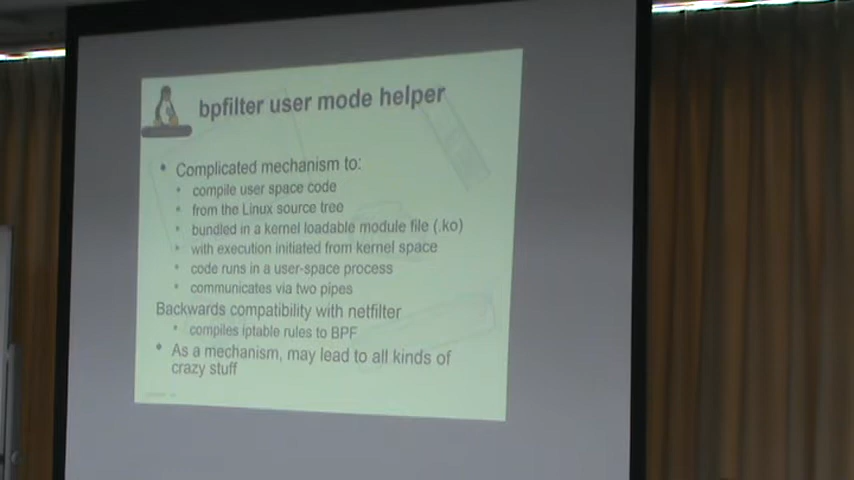 bpfilter user mode helper
• Complicated mechanism to:
• compile user space code
• from the Linux source tree
• bundled in a kernel loadable module file (.ko)
• with execution initiated from kernel space
• code runs in a user-space process
• communicates via two pipes
Backwards compatibility with netfilter
• compiles iptable rules to BPF
• As a mechanism, may lead to all kinds of
crazy stuff